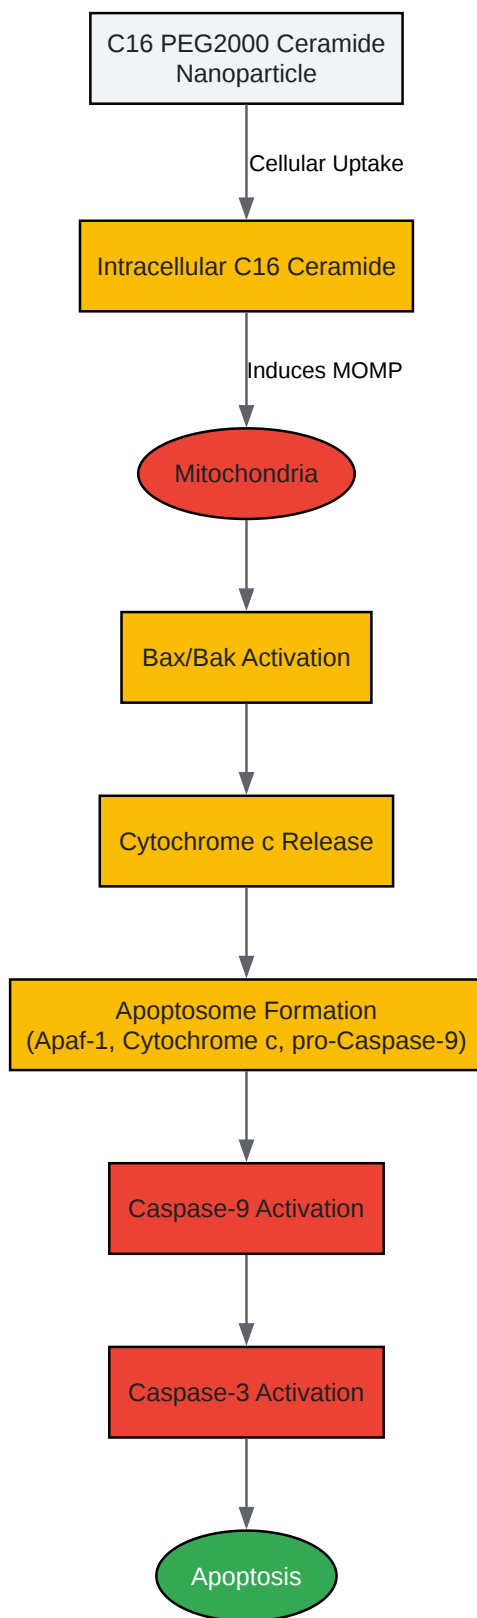 C16 PEG2000 Ceramide
Nanoparticle
Cellular Uptake
Intracellular C16 Ceramide
Induces MOMP
Mitochondria
Bax/Bak Activation
Cytochrome c Release
Apoptosome Formation
(Apaf-1, Cytochrome c, pro-Caspase-9)
Caspase-9 Activation
Caspase-3 Activation
Apoptosis